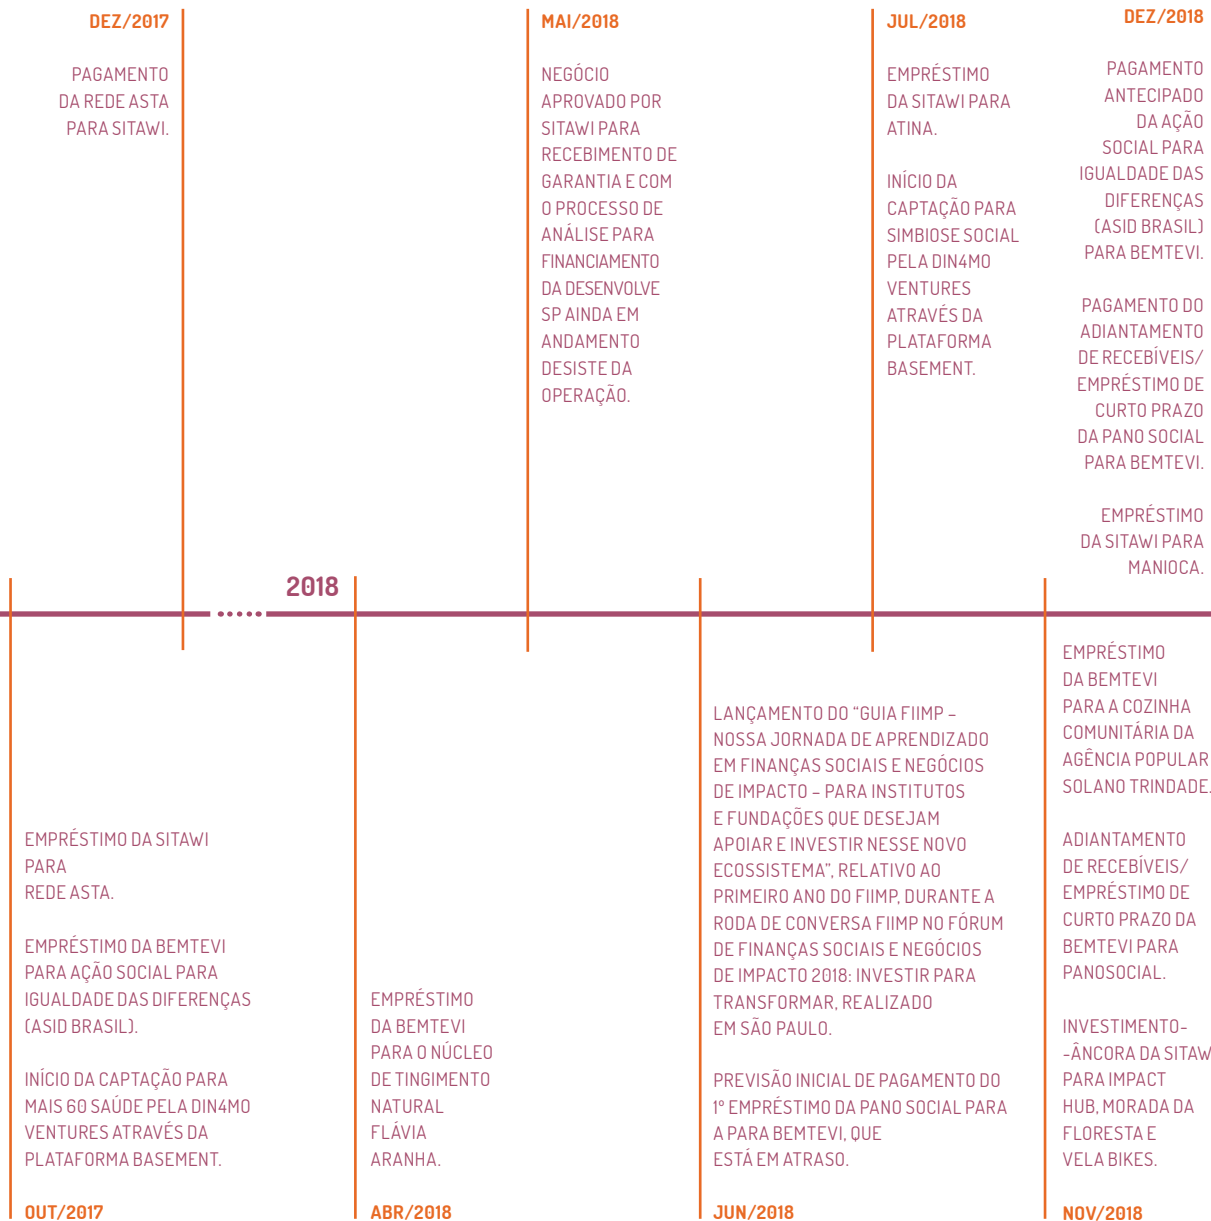 DEZ/2017
PAGAMENTO
DA REDE ASTA
PARA SITAWI.
MAI/2018
NEGÓCIO
APROVADO POR
SITAWI PARA
RECEBIMENTO DE
GARANTIA E COM
O PROCESSO DE
ANÁLISE PARA
FINANCIAMENTO
DA DESENVOLVE
SP AINDA EM
ANDAMENTO
DESISTE DA
OPERAÇÃO.
JUL/2018
EMPRÉSTIMO
DA SITAWI PARA
ATINA.
INÍCIO DA
CAPTAÇÃO PARA
SIMBIOSE SOCIAL
PELA DIN4MO
VENTURES
ATRAVÉS DA
PLATAFORMA
BASEMENT.
DEZ/2018
PAGAMENTO
ANTECIPADO
DA AÇÃO
SOCIAL PARA
IGUALDADE DAS
DIFERENÇAS
(ASID BRASIL)
PARA BEMTEVI.
PAGAMENTO DO
ADIANTAMENTO
DE RECEBÍVEIS/
EMPRÉSTIMO DE
CURTO PRAZO
DA PANO SOCIAL
PARA BEMTEVI.
EMPRÉSTIMO
DA SITAWI PARA
MANIOCA.
2018
EMPRÉSTIMO DA SITAWI
PARA
REDE ASTA.
EMPRÉSTIMO DA BEMTEVI
PARA AÇÃO SOCIAL PARA
IGUALDADE DAS DIFERENÇAS
(ASID BRASIL).
INÍCIO DA CAPTAÇÃO PARA
MAIS 60 SAÚDE PELA DIN4MO
VENTURES ATRAVÉS DA
PLATAFORMA BASEMENT.
OUT/2017
EMPRÉSTIMO
DA BEMTEVI
PARA O NÚCLEO
DE TINGIMENTO
NATURAL
FLÁVIA
ARANHA.
ABR/2018
LANÇAMENTO DO “GUIA FIIMP –
NOSSA JORNADA DE APRENDIZADO
EM FINANÇAS SOCIAIS E NEGÓCIOS
DE IMPACTO – PARA INSTITUTOS
E FUNDAÇÕES QUE DESEJAM
APOIAR E INVESTIR NESSE NOVO
ECOSSISTEMA”, RELATIVO AO
PRIMEIRO ANO DO FIIMP, DURANTE A
RODA DE CONVERSA FIIMP NO FÓRUM
DE FINANÇAS SOCIAIS E NEGÓCIOS
DE IMPACTO 2018: INVESTIR PARA
TRANSFORMAR, REALIZADO
EM SÃO PAULO.
PREVISÃO INICIAL DE PAGAMENTO DO
1º EMPRÉSTIMO DA PANO SOCIAL PARA
A PARA BEMTEVI, QUE
ESTÁ EM ATRASO.
JUN/2018
EMPRÉSTIMO
DA BEMTEVI
PARA A COZINHA
COMUNITÁRIA DA
AGÊNCIA POPULAR
SOLANO TRINDADE.
ADIANTAMENTO
DE RECEBÍVEIS/
EMPRÉSTIMO DE
CURTO PRAZO DA
BEMTEVI PARA
PANOSOCIAL.
INVESTIMENTO-
-ÂNCORA DA SITAW
PARA IMPACT
HUB, MORADA DA
FLORESTA E
VELA BIKES.
NOV/2018